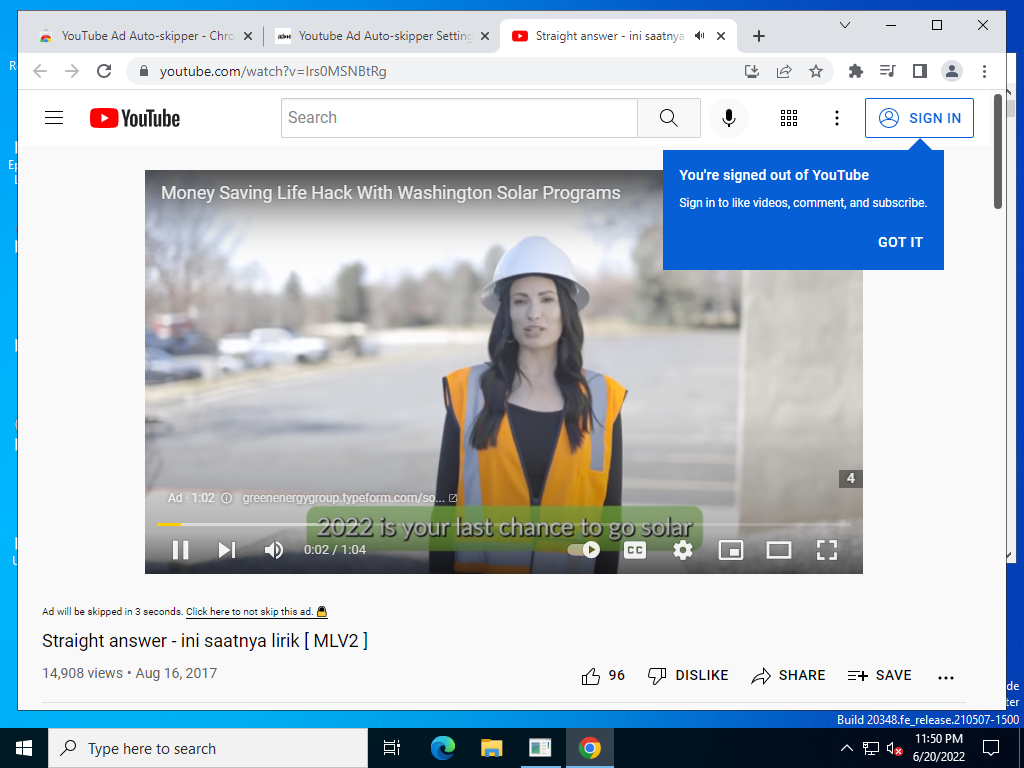 YouTube Ad Auto-skipper - Chro
Youtube Ad Auto-skipper Setting
Straight answer - ini saatnya
youtube.com/watch?v=Irs0MSNBtRg
YouTube
Search
SIGN IN
You're signed out of YouTube
Sign in to like videos, comment, and subscribe.
GOT IT
Money Saving Life Hack With Washington Solar Programs
4
Ad · 1:02
greenenergygroup.typeform.com/so...
2022 is your last chance to go solar
0:02 / 1:04
CC
Ad will be skipped in 3 seconds. Click here to not skip this ad.
Straight answer - ini saatnya lirik [ MLV2 ]
14,908 views • Aug 16, 2017
96
DISLIKE
SHARE
SAVE
Build 20348.fe_release.210507-1500
Type here to search
11:50 PM
6/20/2022